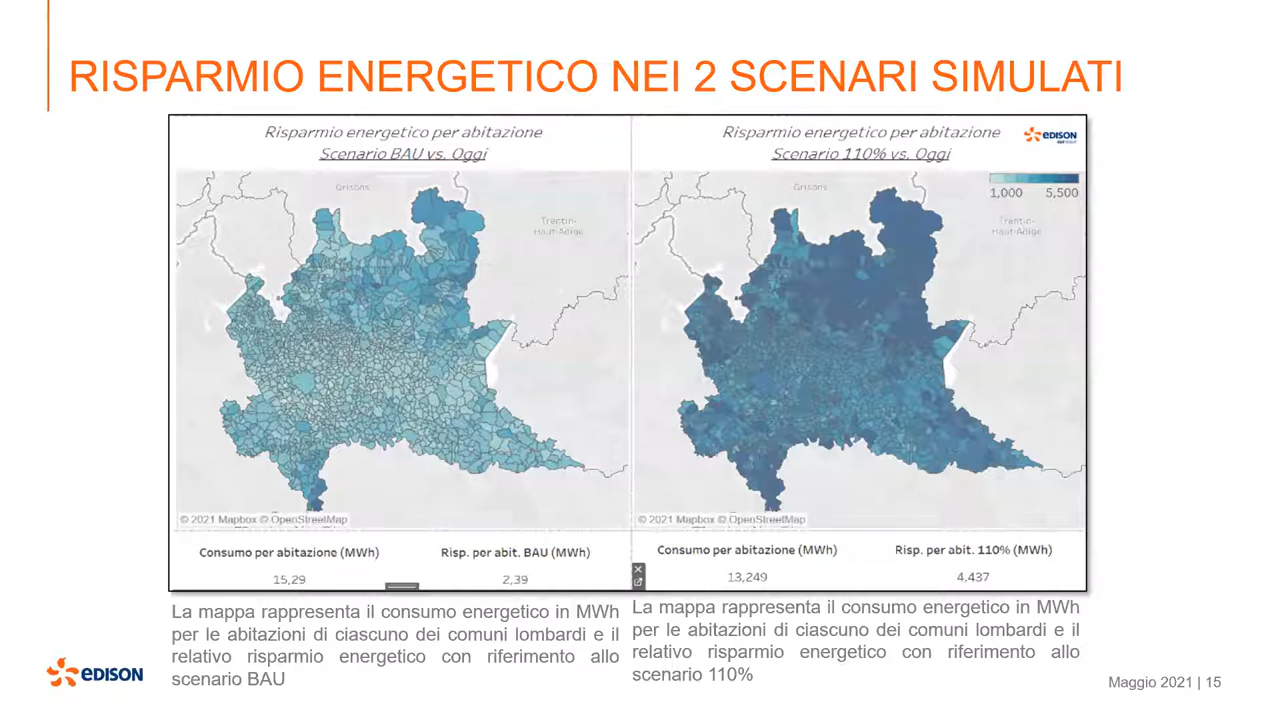 RISPARMIO ENERGETICO NEI 2 SCENARI SIMULATI
Risparmio energetico per abitazione
Scenario BAU vs. Oggi
Grisons
Trentin-
Haut-Adige
© 2021 Mapbox © OpenStreetMap
Consumo per abitazione (MWh)
Risp. per abit. BAU (MWh)
15,29
2,39
Risparmio energetico per abitazione
Scenario 110% vs. Oggi
EDISON
1,000
5,500
Grisons
Trentin-
Haut-Adige
© 2021 Mapbox © OpenStreetMap
Consumo per abitazione (MWh)
Risp. per abit. 110% (MWh)
13,249
4,437
La mappa rappresenta il consumo energetico in MWh
per le abitazioni di ciascuno dei comuni lombardi e il
relativo risparmio energetico con riferimento allo
scenario BAU
La mappa rappresenta il consumo energetico in MWh
per le abitazioni di ciascuno dei comuni lombardi e il
relativo risparmio energetico con riferimento allo
scenario 110%
EDISON
Maggio 2021 | 15